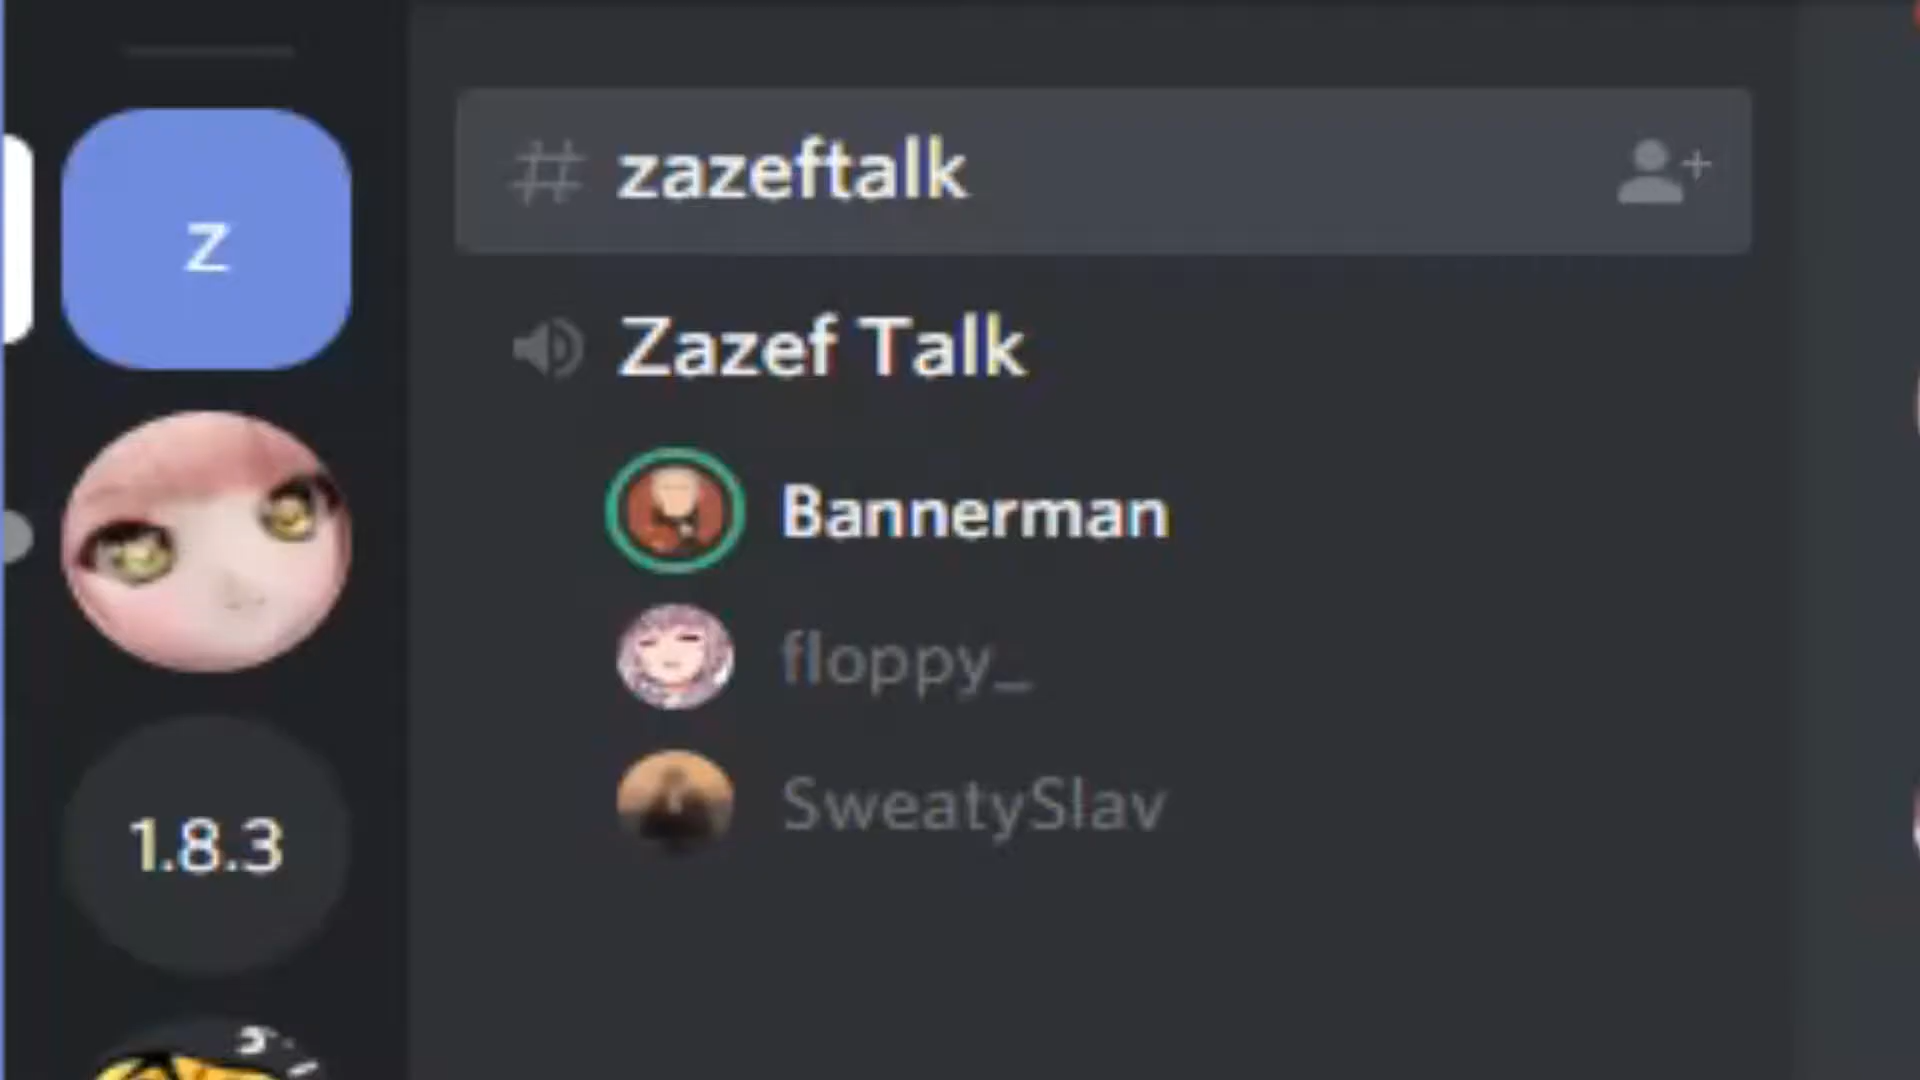 z
1.8.3
# zazeftalk
Zazef Talk
Bannerman
floppy_
SweatySlav